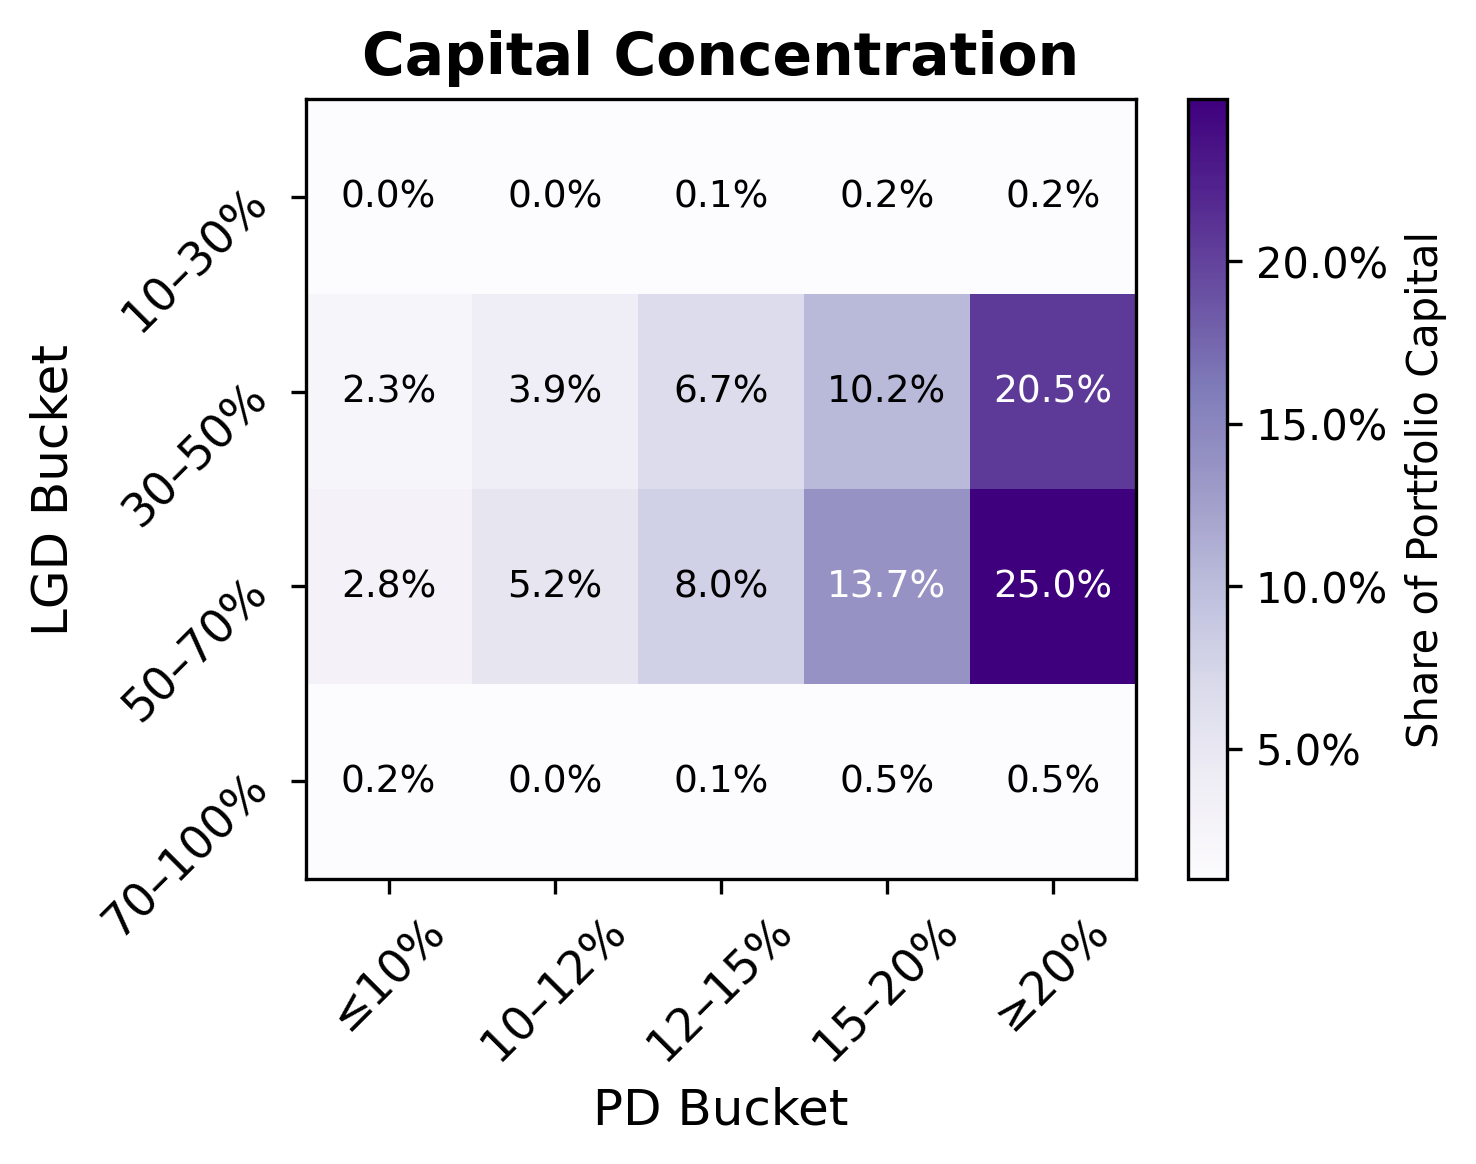 Capital Concentration
LGD Bucket
10–30%
0.0% 0.0% 0.1% 0.2% 0.2%
30–50%
2.3% 3.9% 6.7% 10.2% 20.5%
50–70%
2.8% 5.2% 8.0% 13.7% 25.0%
70–100%
0.2% 0.0% 0.1% 0.5% 0.5%
≤10% 10–12% 12–15% 15–20% ≥20%
PD Bucket
20.0%
15.0%
10.0%
5.0%
Share of Portfolio Capital